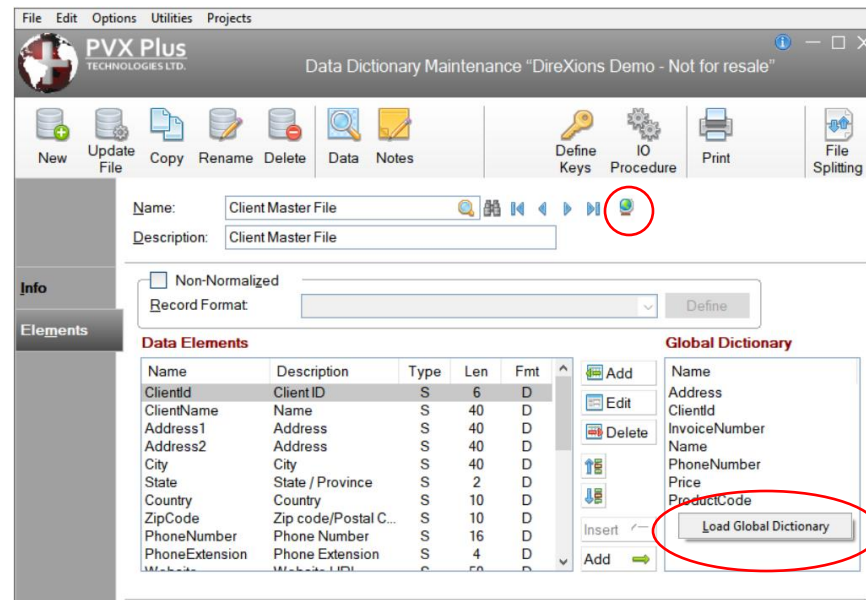 File Edit Options Utilities Projects
PVX Plus
TECHNOLOGIES LTD.
Data Dictionary Maintenance "DireXions Demo - Not for resale"
New Update File Copy Rename Delete Data Notes Define Keys IO Procedure Print File Splitting
Name: Client Master File
Description: Client Master File
Info
Elements
Non-Normalized
Record Format: Define
Data Elements
Name Description Type Len Fmt
ClientId Client ID S 6 D
ClientName Name S 40 D
Address1 Address S 40 D
Address2 Address S 40 D
City City S 40 D
State State / Province S 2 D
Country Country S 10 D
ZipCode Zip code/Postal C... S 10 D
PhoneNumber Phone Number S 16 D
PhoneExtension Phone Extension S 4 D
Add
Edit
Delete
Insert
Add
Global Dictionary
Name
Address
ClientId
InvoiceNumber
Name
PhoneNumber
Price
ProductCode
Load Global Dictionary